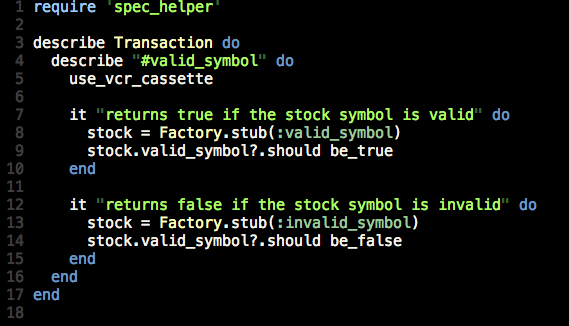 1 require 'spec_helper'
2
3 describe Transaction do
4   describe "#valid_symbol" do
5     use_vcr_cassette
6
7     it "returns true if the stock symbol is valid" do
8       stock = Factory.stub(:valid_symbol)
9       stock.valid_symbol?.should be_true
10     end
11
12     it "returns false if the stock symbol is invalid" do
13       stock = Factory.stub(:invalid_symbol)
14       stock.valid_symbol?.should be_false
15     end
16   end
17 end
18